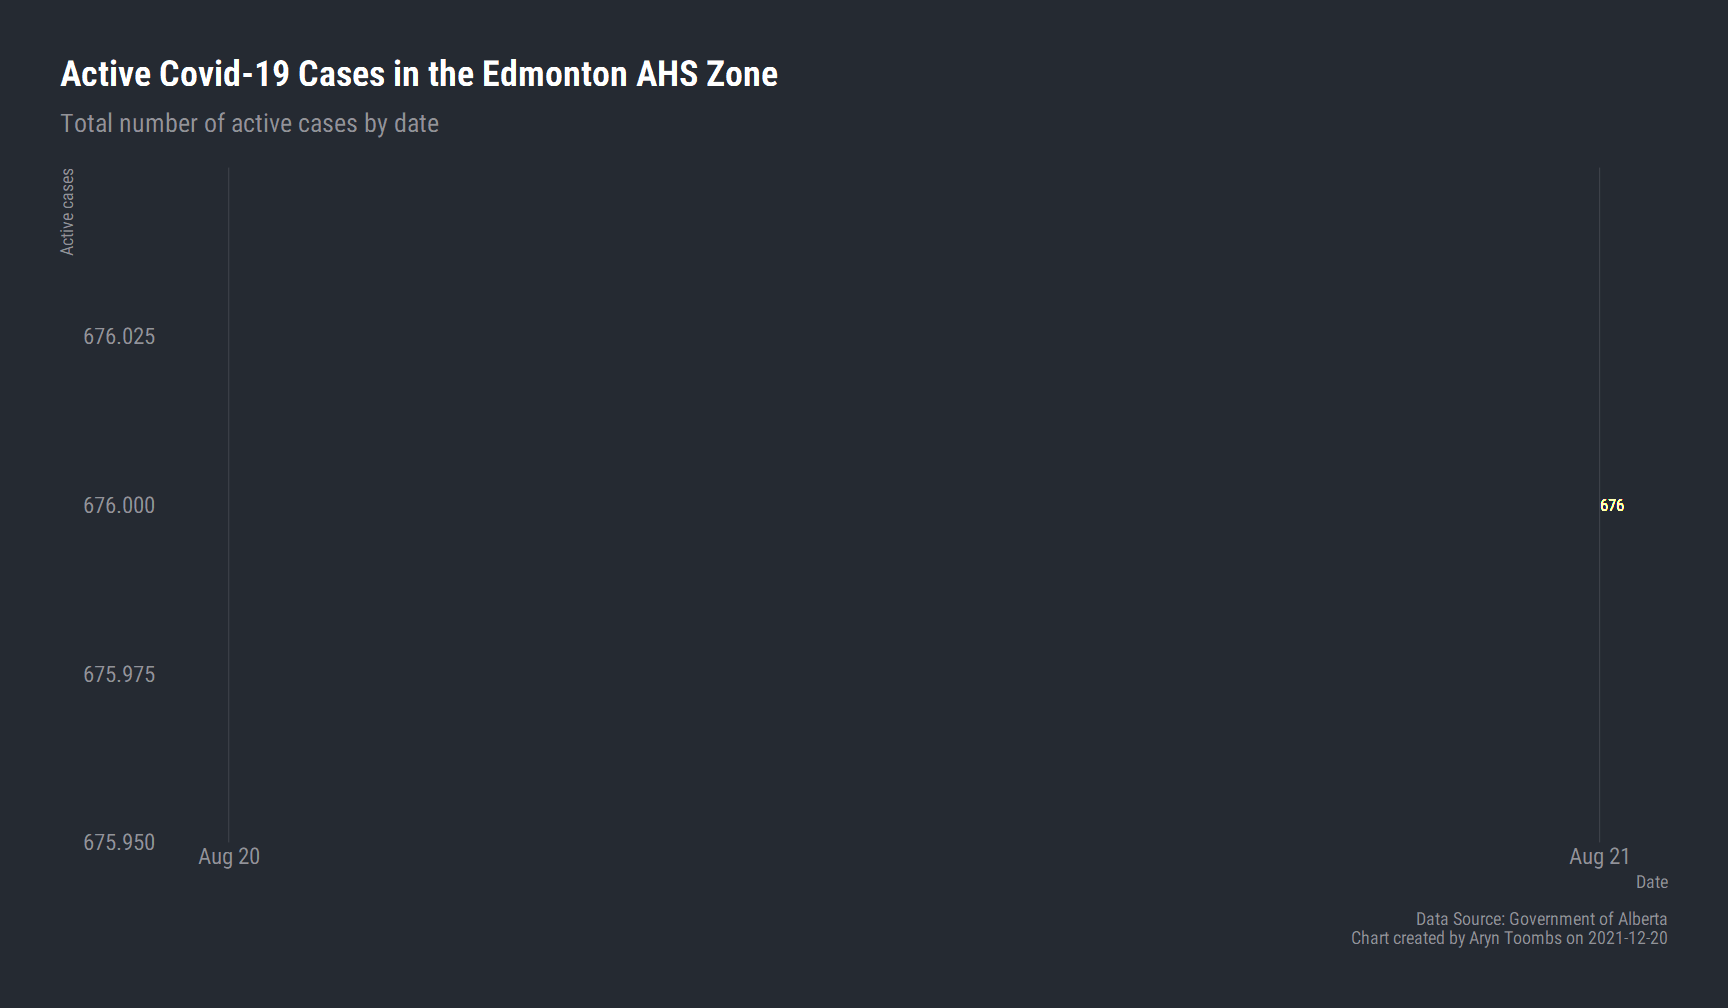 Active Covid-19 Cases in the Edmonton AHS Zone
Total number of active cases by date
Active cases
676.025
676.000
675.975
675.950
676
Aug 20
Aug 21
Date
Data Source: Government of Alberta
Chart created by Aryn Toombs on 2021-12-20